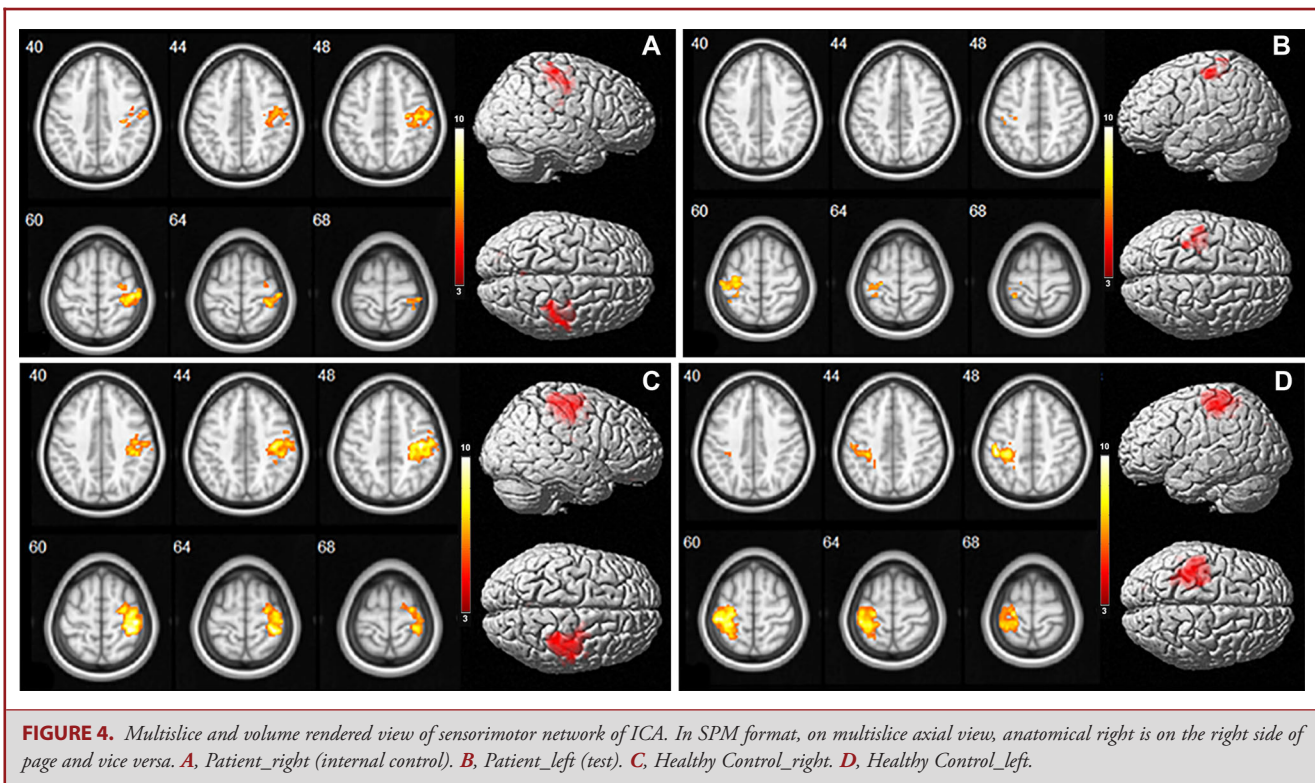 40 44 48 A
10
60 64 68
3
40 44 48 B
10
60 64 68
3
40 44 48 C
10
60 64 68
3
40 44 48 D
10
60 64 68
3
FIGURE 4. Multislice and volume rendered view of sensorimotor network of ICA. In SPM format, on multislice axial view, anatomical right is on the right side of
page and vice versa. A, Patient_right (internal control). B, Patient_left (test). C, Healthy Control_right. D, Healthy Control_left.